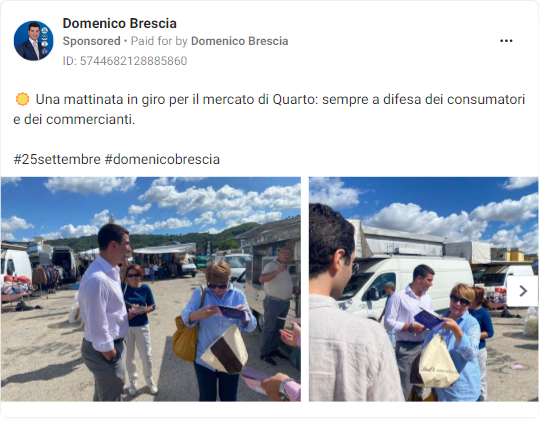 Domenico Brescia
Sponsored • Paid for by Domenico Brescia
ID: 5744682128885860
🌞 Una mattinata in giro per il mercato di Quarto: sempre a difesa dei consumatori
e dei commercianti.
#25settembre #domenicobrescia